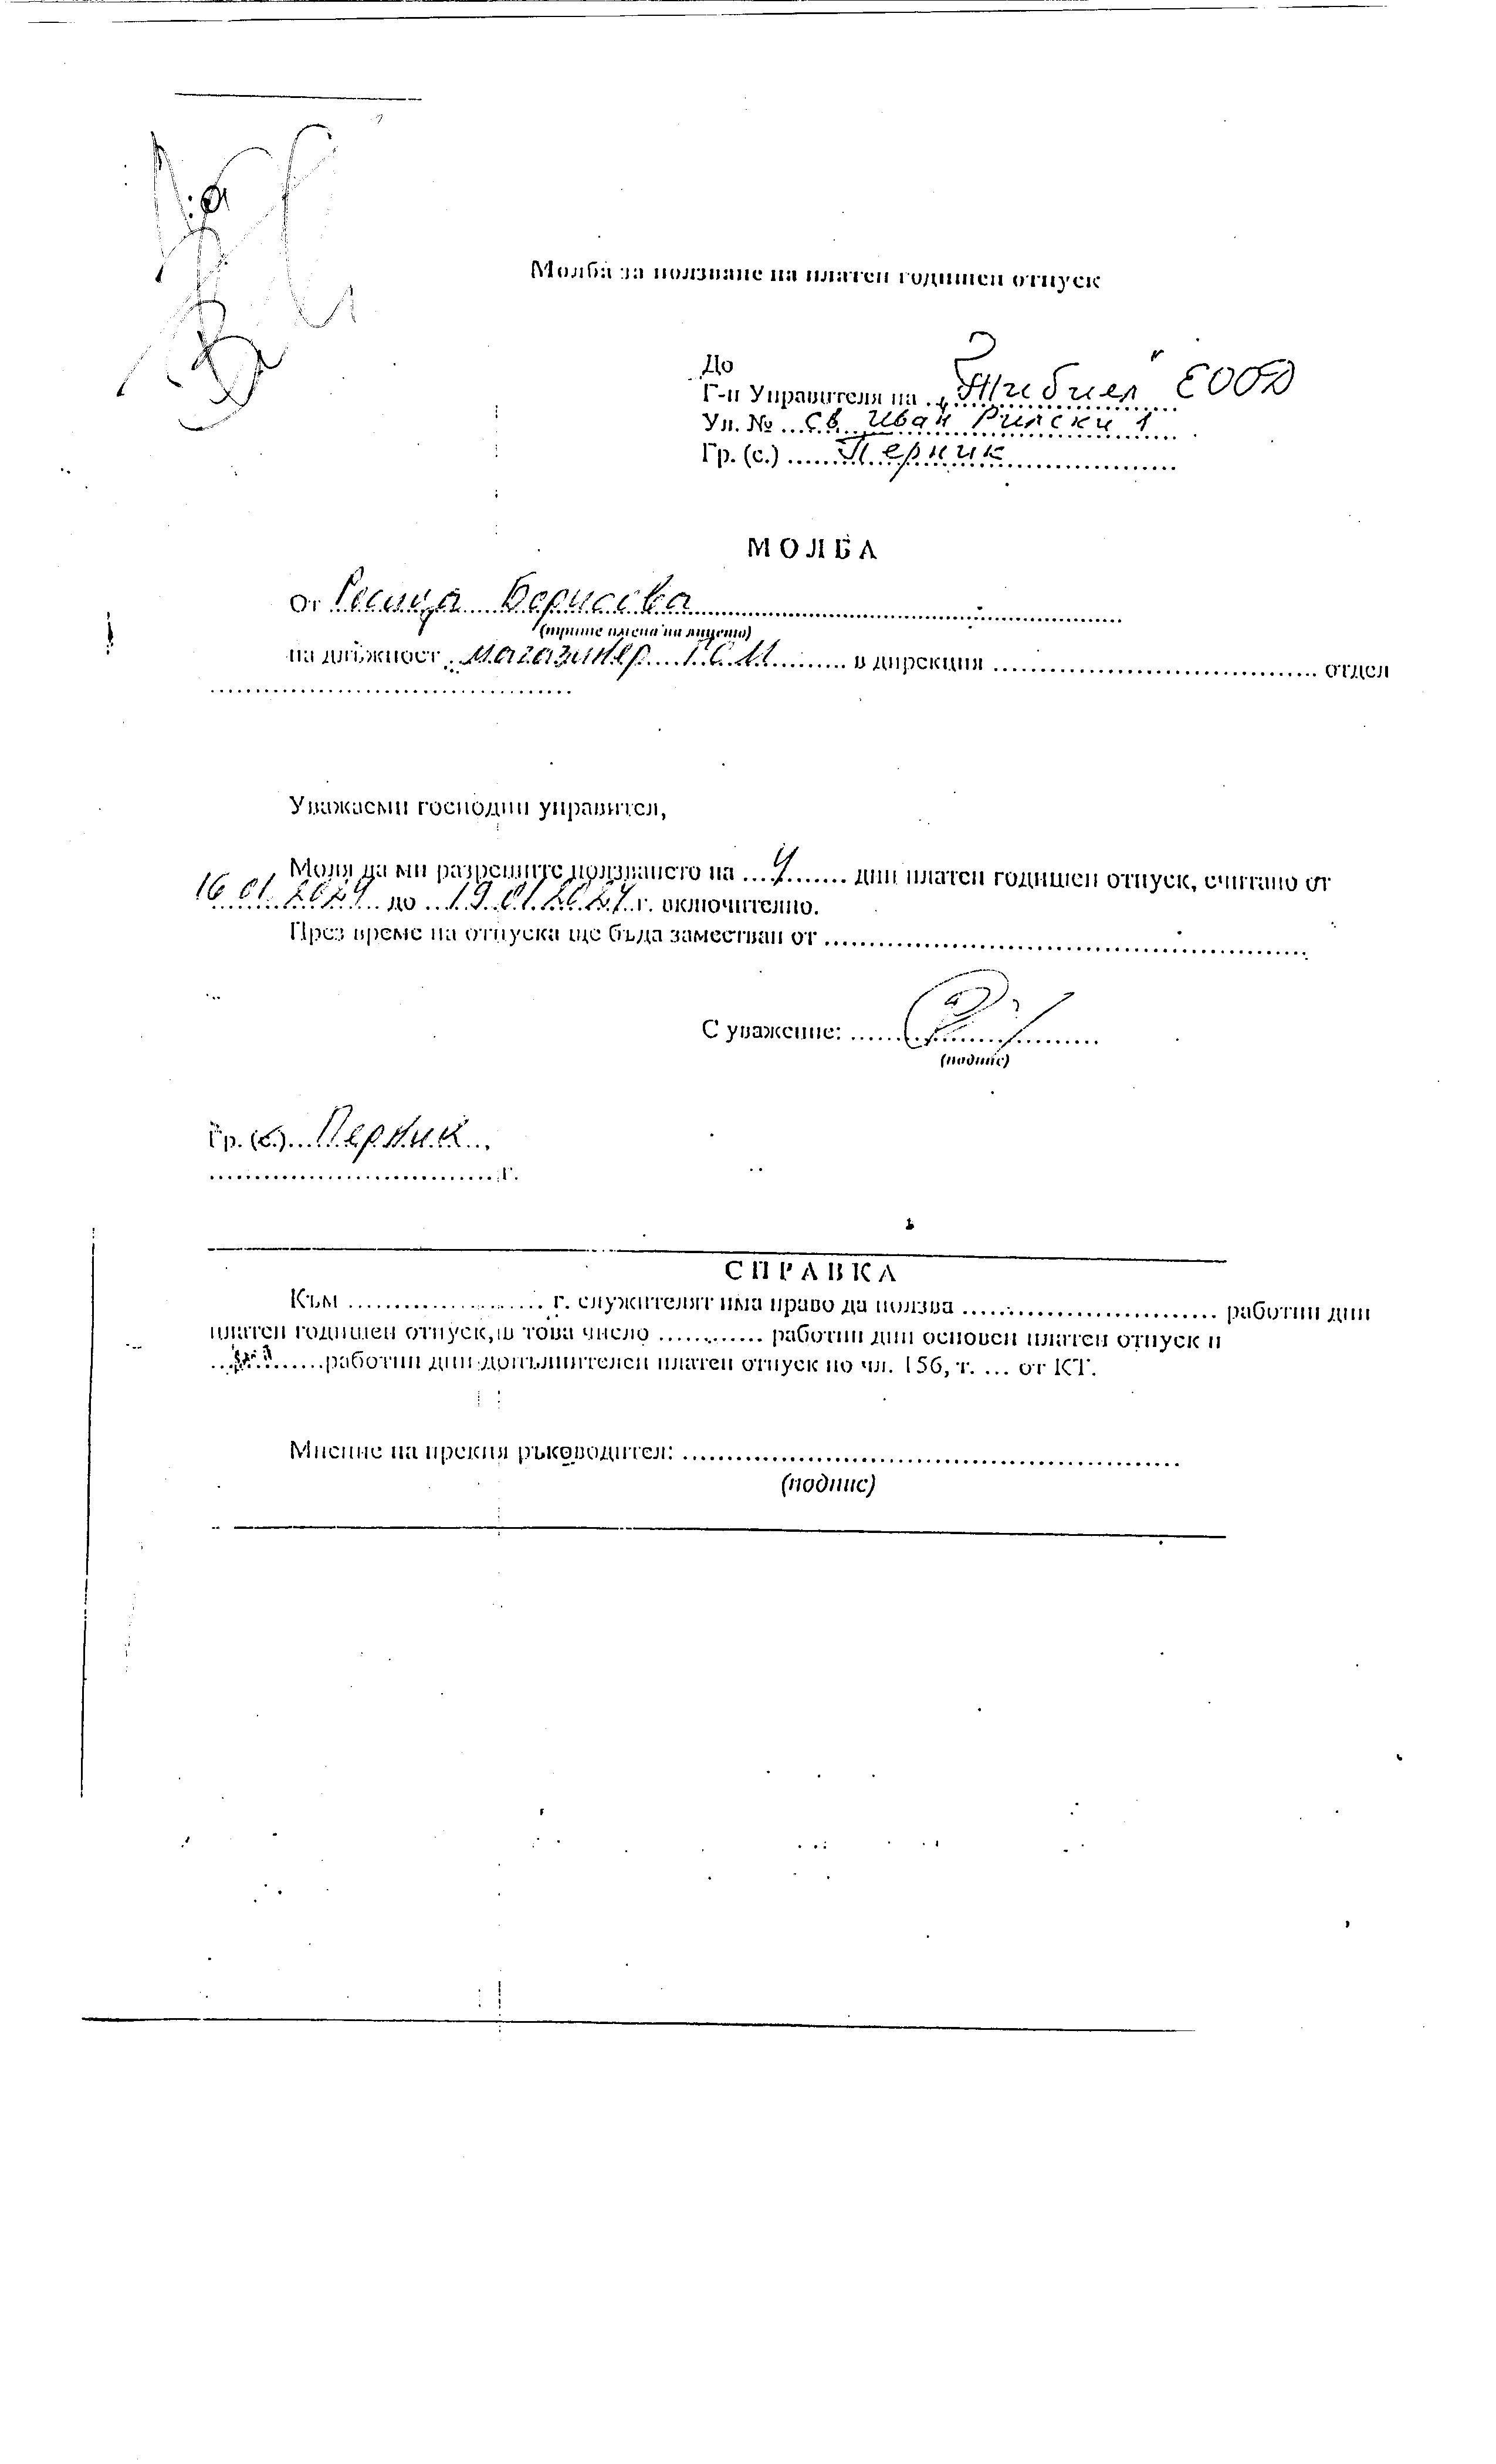 Молба за ползване на платен годишен отпуск
До
Г-н Управителя на „Тибиел" ЕООД
Ул. № Св. Иван Рилски 1
Гр. (с.) Перник
МОЛБА
От Росица Борисова
(трите имена на лицето)
на длъжност магазинер ГСМ в дирекция отдел
Уважаеми господин управител,
Моля да ми разрешите ползването на 4 дни платен годишен отпуск, считано от
16.01.2024 до 19.01.2024 г. включително.
През време на отпуска ще бъда заместван от
С уважение:
(подпис)
Гр. (с.) Перник
г.
СПРАВКА
Към г. служителят има право да ползва работни дни
платен годишен отпуск, в това число работни дни основен платен отпуск и
работни дни допълнителен платен отпуск по чл. 156, т. ... от КТ.
Мнение на прекия ръководител:
(подпис)